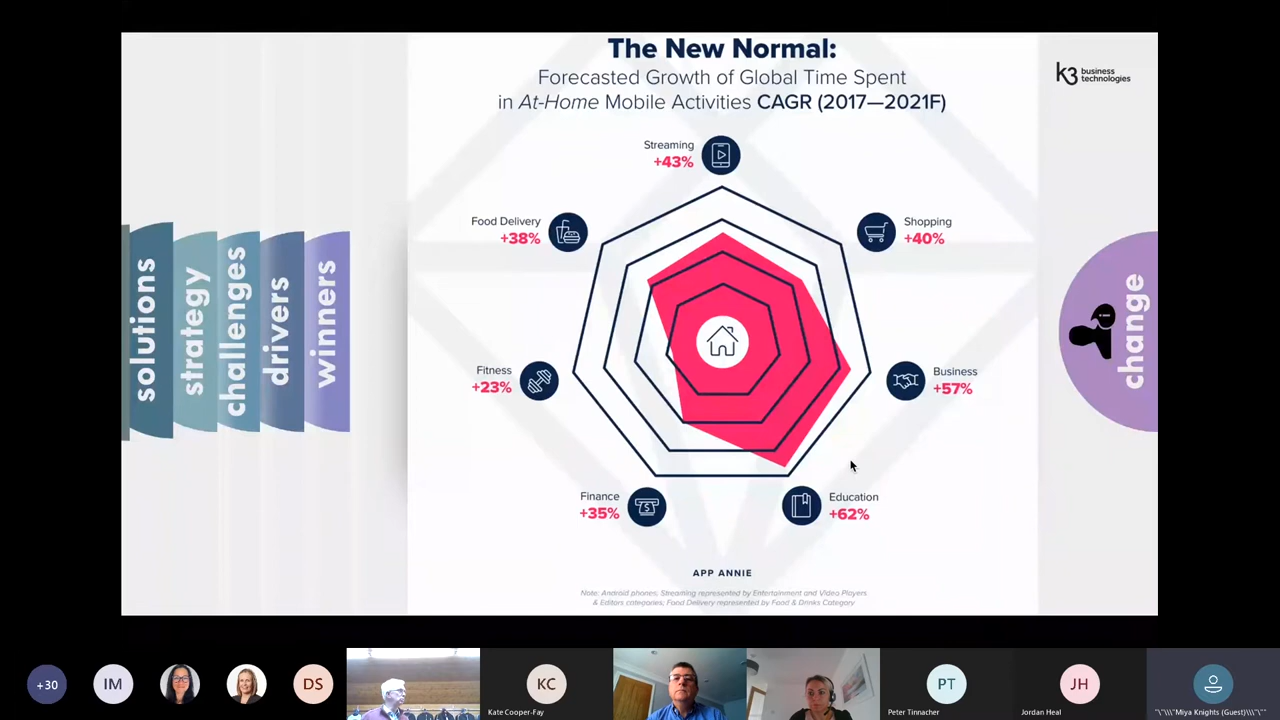 The New Normal:
Forecasted Growth of Global Time Spent
in At-Home Mobile Activities CAGR (2017—2021F)
k3 business
technologies
Streaming
+43%
Food Delivery
+38%
Shopping
+40%
solutions
strategy
challenges
drivers
winners
change
Fitness
+23%
Business
+57%
Finance
+35%
Education
+62%
APP ANNIE
Note: Android phones; Streaming represented by Entertainment and Video Players
& Editors categories; Food Delivery represented by Food & Drinks Category
+30
IM
DS
KC
PT
JH
Kate Cooper-Fay
Peter Tinnacher
Jordan Heal
"\"\\\"Miya Knights (Guest)\\\"\""